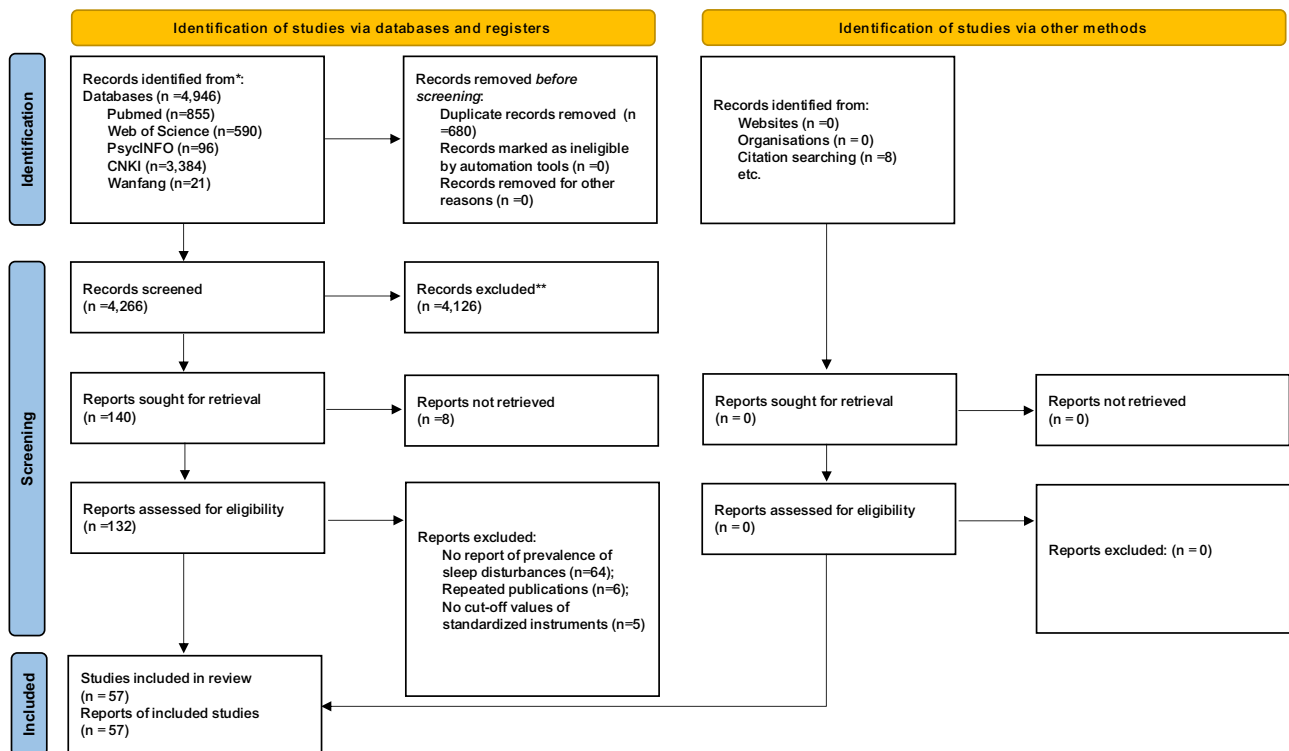 Identification of studies via databases and registers
Identification of studies via other methods
Identification
Records identified from*:
Databases (n =4,946)
Pubmed (n=855)
Web of Science (n=590)
PsycINFO (n=96)
CNKI (n=3,384)
Wanfang (n=21)
Records removed before
screening:
Duplicate records removed (n
=680)
Records marked as ineligible
by automation tools (n =0)
Records removed for other
reasons (n =0)
Records identified from:
Websites (n =0)
Organisations (n = 0)
Citation searching (n =8)
etc.
Screening
Records screened
(n =4,266)
Records excluded**
(n =4,126)
Reports sought for retrieval
(n =140)
Reports not retrieved
(n =8)
Reports sought for retrieval
(n = 0)
Reports not retrieved
(n = 0)
Reports assessed for eligibility
(n =132)
Reports excluded:
No report of prevalence of
sleep disturbances (n=64);
Repeated publications (n=6);
No cut-off values of
standardized instruments (n=5)
Reports assessed for eligibility
(n = 0)
Reports excluded: (n = 0)
Included
Studies included in review
(n = 57)
Reports of included studies
(n = 57)